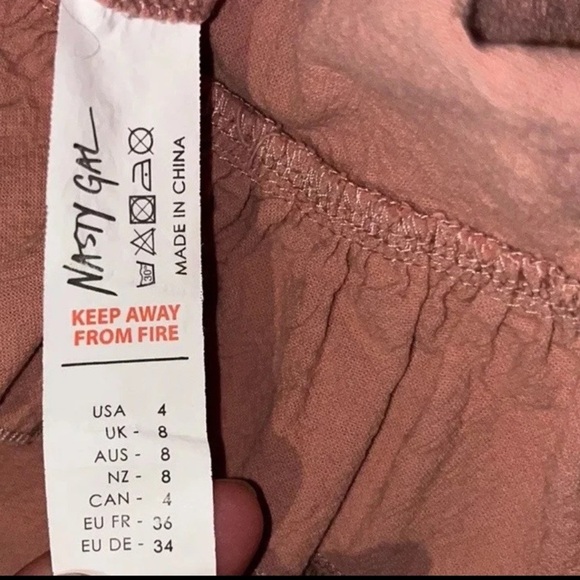 NASTY GAL
30°
MADE IN CHINA
KEEP AWAY
FROM FIRE
USA 4
UK - 8
AUS - 8
NZ - 8
CAN - 4
EU FR - 36
EU DE - 34